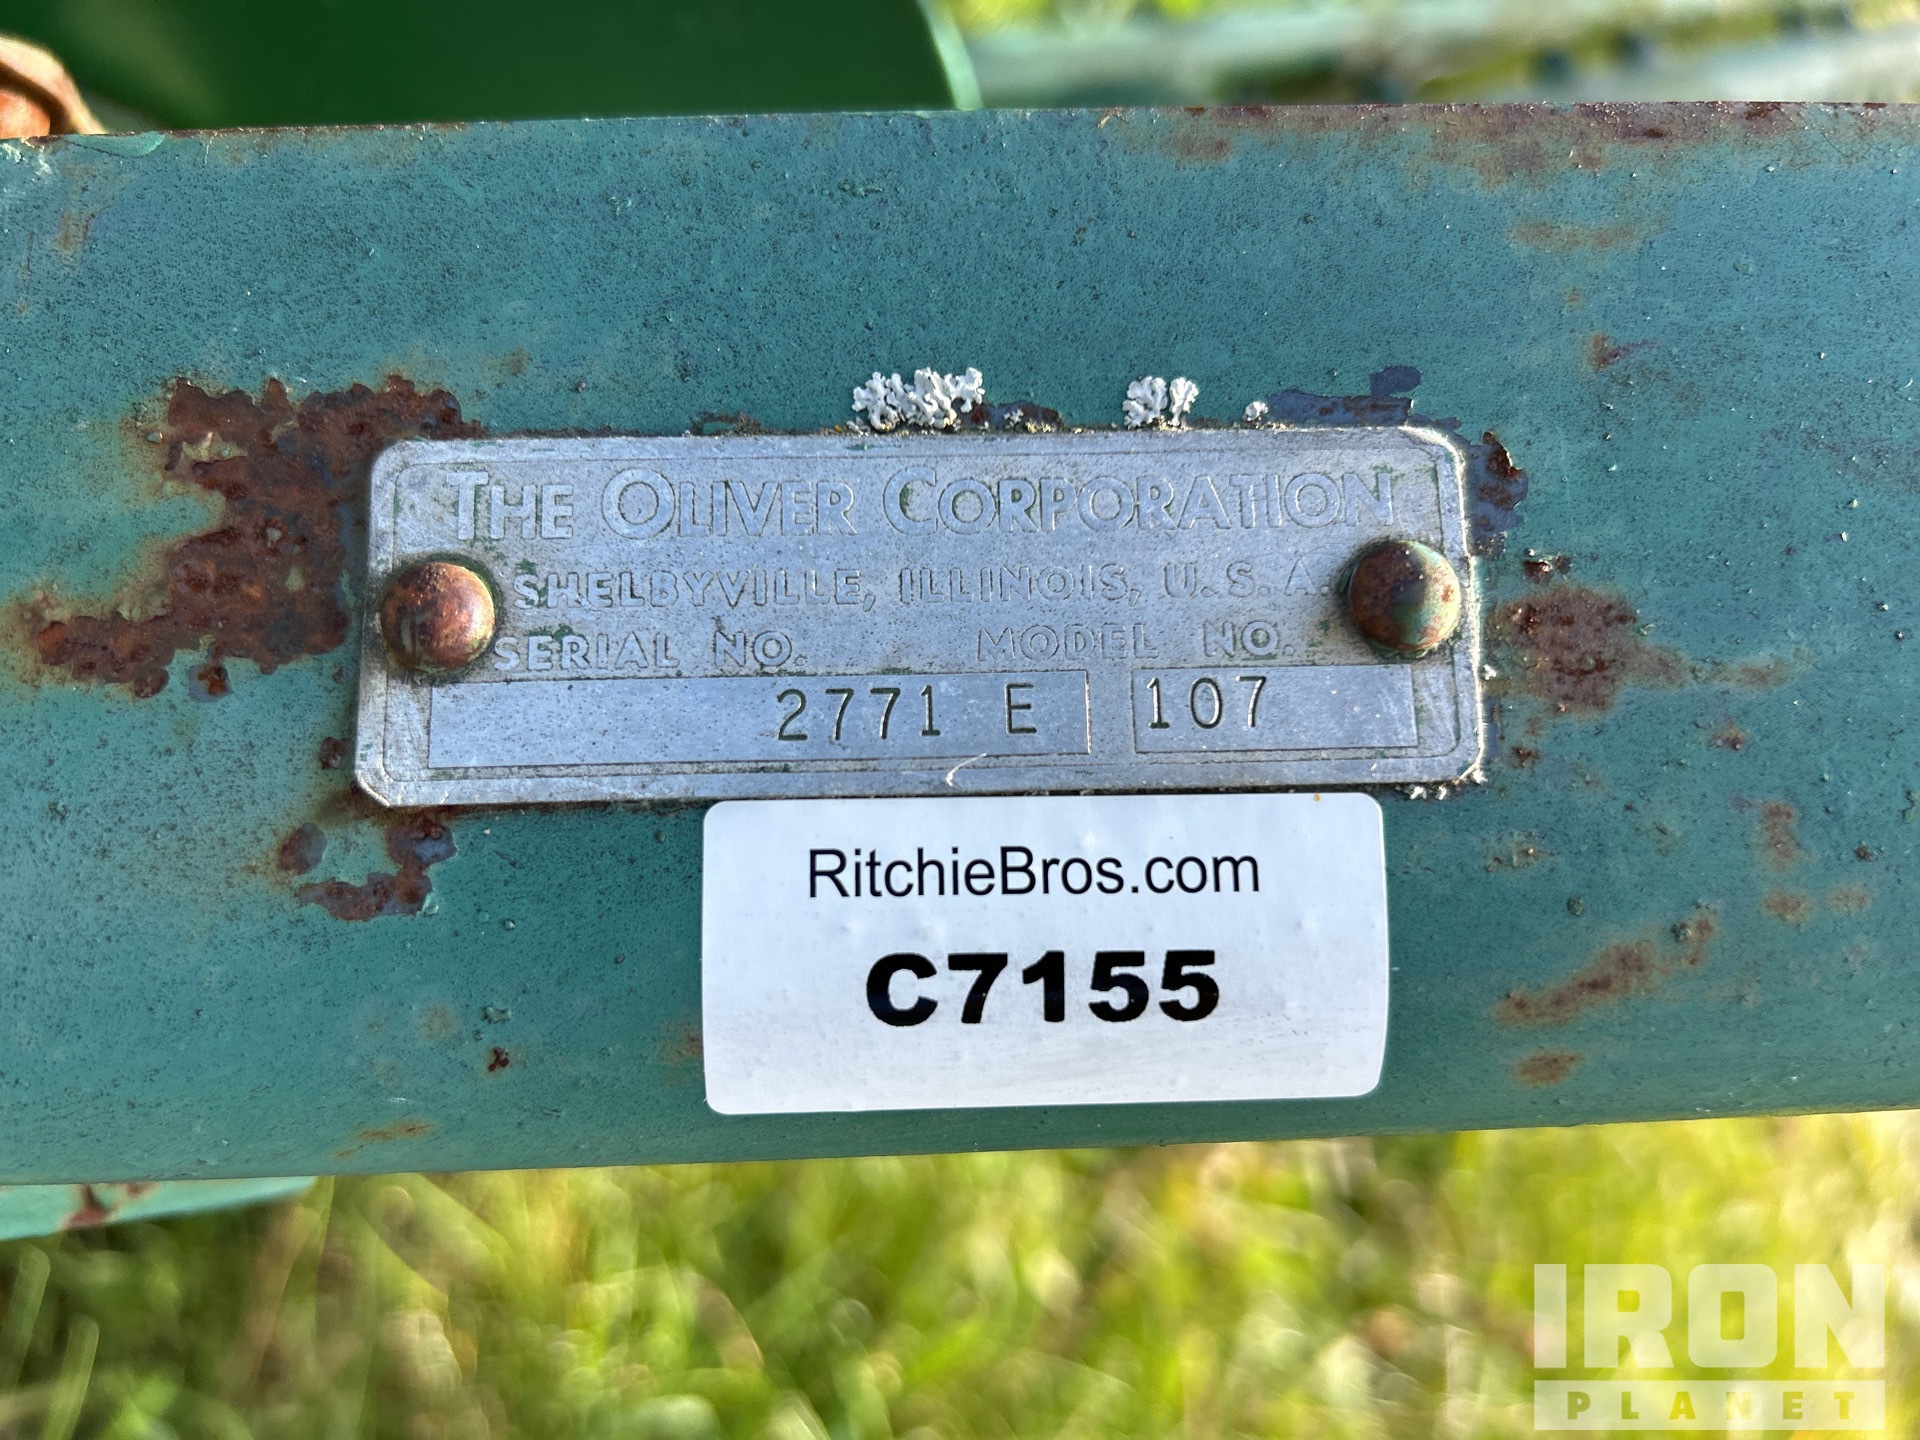 THE OLIVER CORPORATION
SHELBYVILLE, ILLINOIS, U.S.A.
SERIAL NO. MODEL NO.
2771 E 107
RitchieBros.com
C7155
IRON
PLANET